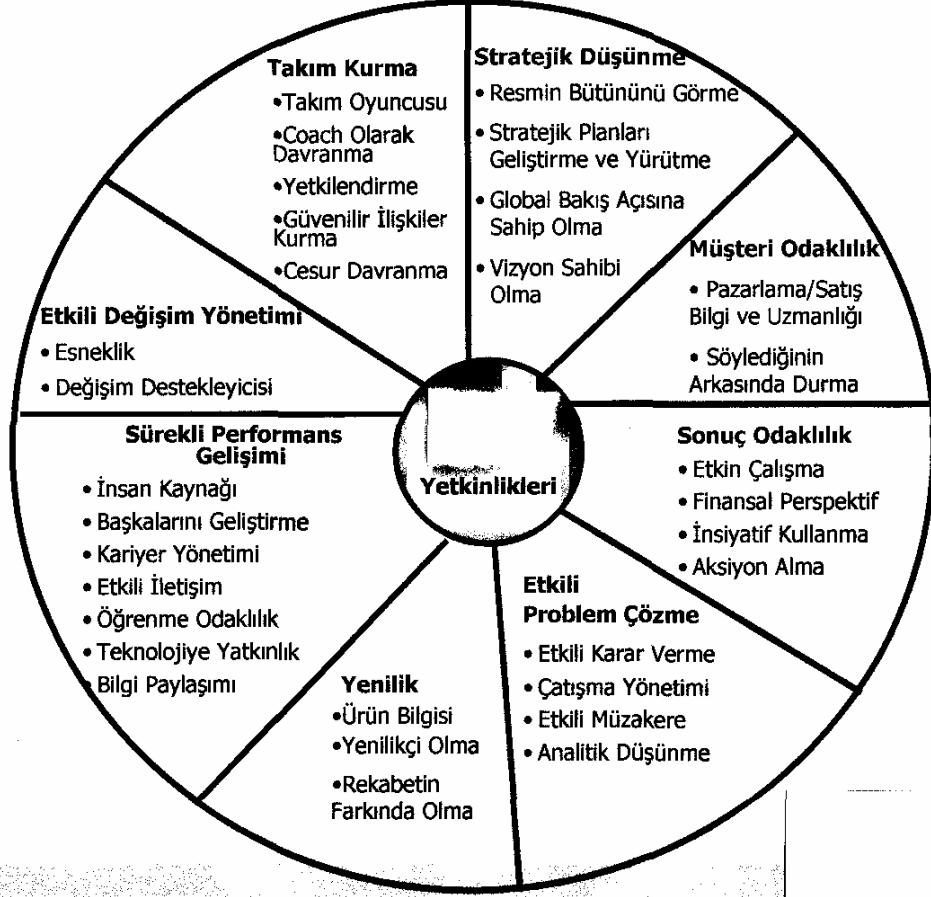 Takım Kurma
•Takım Oyuncusu
•Coach Olarak
Davranma
•Yetkilendirme
•Güvenilir İlişkiler
Kurma
•Cesur Davranma
Stratejik Düşünme
• Resmin Bütününü Görme
• Stratejik Planları
Geliştirme ve Yürütme
• Global Bakış Açısına
Sahip Olma
• Vizyon Sahibi
Olma
Müşteri Odaklılık
• Pazarlama/Satış
Bilgi ve Uzmanlığı
• Söylediğinin
Arkasında Durma
Sonuç Odaklılık
• Etkin Çalışma
• Finansal Perspektif
• İnsiyatif Kullanma
• Aksiyon Alma
Etkili
Problem Çözme
• Etkili Karar Verme
• Çatışma Yönetimi
• Etkili Müzakere
• Analitik Düşünme
Yenilik
•Ürün Bilgisi
•Yenilikçi Olma
•Rekabetin
Farkında Olma
Sürekli Performans
Gelişimi
• İnsan Kaynağı
• Başkalarını Geliştirme
• Kariyer Yönetimi
• Etkili İletişim
• Öğrenme Odaklılık
• Teknolojiye Yatkınlık
• Bilgi Paylaşımı
Etkili Değişim Yönetimi
• Esneklik
• Değişim Destekleyicisi
Yetkinlikleri